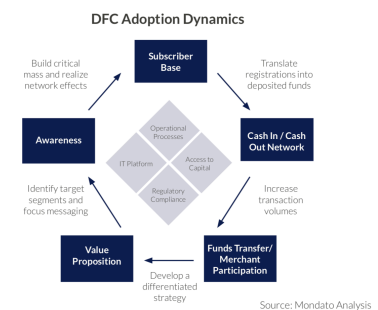 DFC Adoption Dynamics
Subscriber
Base
Build critical
mass and realize
network effects
Translate
registrations into
deposited funds
Awareness
Operational
Processes
IT Platform
Access to
Capital
Regulatory
Compliance
Cash In / Cash
Out Network
Identify target
segments and
focus messaging
Increase
transaction
volumes
Value
Proposition
Funds Transfer/
Merchant
Participation
Develop a
differentiated
strategy
Source: Mondato Analysis